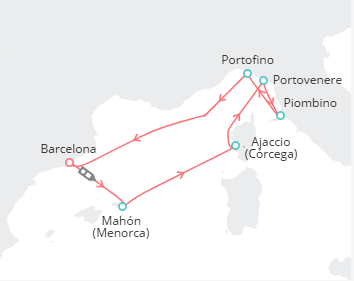 Portofino
Portovenere
Piombino
Barcelona
Ajaccio
(Córcega)
Mahón
(Menorca)